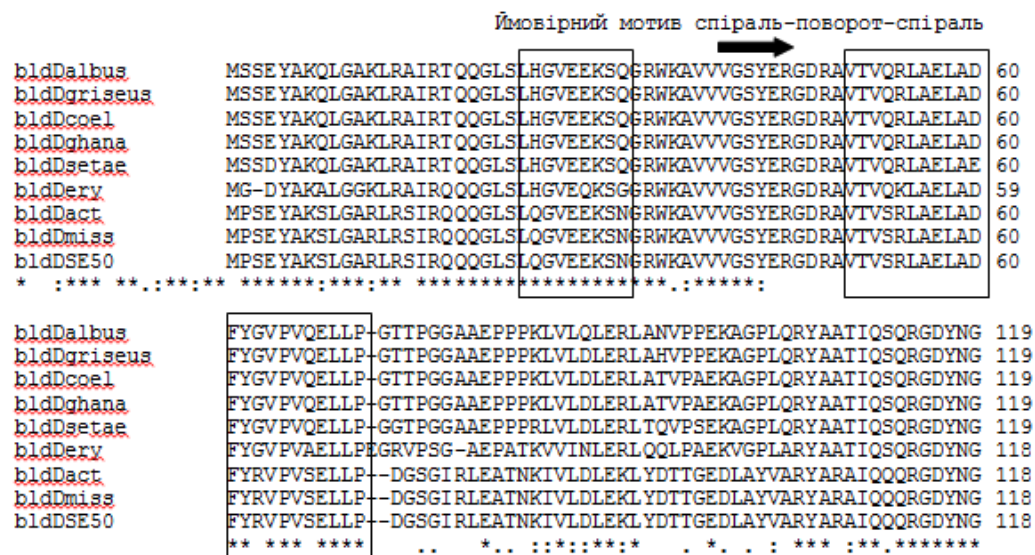 Ймовірний мотив спіраль-поворот-спіраль
bldDalbus MSSEYAKQLGAKLRAIRTQQGLSLHGVEEKSQGRWKAVVVGSYERGDRAVTVQRLAELAD 60
bldDgriseus MSSEYAKQLGAKLRAIRTQQGLSLHGVEEKSQGRWKAVVVGSYERGDRAVTVQRLAELAD 60
bldDcoel MSSEYAKQLGAKLRAIRTQQGLSLHGVEEKSQGRWKAVVVGSYERGDRAVTVQRLAELAD 60
bldDghana MSSEYAKQLGAKLRAIRTQQGLSLHGVEEKSQGRWKAVVVGSYERGDRAVTVQRLAELAD 60
bldDsetae MSSDYAKQLGAKLRAIRTQQGLSLHGVEEKSQGRWKAVVVGSYERGDRAVTVQRLAELAE 60
bldDery MG-DYAKALGGKLRAIRQQQGLSLHGVEQKSGGRWKAVVVGSYERGDRAVTVQKLAELAD 59
bldDact MPSEYAKSLGARLRSIRQQQGLSLQGVEEKSNGRWKAVVVGSYERGDRAVTVSRLAELAD 60
bldDmiss MPSEYAKSLGARLRSIRQQQGLSLQGVEEKSNGRWKAVVVGSYERGDRAVTVSRLAELAD 60
bldDSE50 MPSEYAKSLGARLRSIRQQQGLSLQGVEEKSNGRWKAVVVGSYERGDRAVTVSRLAELAD 60
* :*** **.:**:** ******:***:** ******************.:*****:
bldDalbus FYGVPVQELLP-GTTPGGAAEPPPKLVLQLERLANVPPEKAGPLQRYAATIQSQRGDYNG 119
bldDgriseus FYGVPVQELLP-GTTPGGAAEPPPKLVLDLERLAHVPPEKAGPLQRYAATIQSQRGDYNG 119
bldDcoel FYGVPVQELLP-GTTPGGAAEPPPKLVLDLERLATVPAEKAGPLQRYAATIQSQRGDYNG 119
bldDghana FYGVPVQELLP-GTTPGGAAEPPPKLVLDLERLATVPAEKAGPLQRYAATIQSQRGDYNG 119
bldDsetae FYGVPVQELLP-GGTPGGAAEPPPRLVLDLERLTQVPSEKAGPLQRYAATIQSQRGDYNG 119
bldDery FYGVPVAELLPEGRVPSG-AEPATKVVINLERLQQLPAEKVGPLARYAATIQSQRGDYNG 118
bldDact FYRVPVSELLP--DGSGIRLEATNKIVLDLEKLYDTTGEDLAYVARYARAIQQQRGDYNG 118
bldDmiss FYRVPVSELLP--DGSGIRLEATNKIVLDLEKLYDTTGEDLAYVARYARAIQQQRGDYNG 118
bldDSE50 FYRVPVSELLP--DGSGIRLEATNKIVLDLEKLYDTTGEDLAYVARYARAIQQQRGDYNG 118
** *** **** .. *.. ::*::**:* . *. . : *** :**.*******